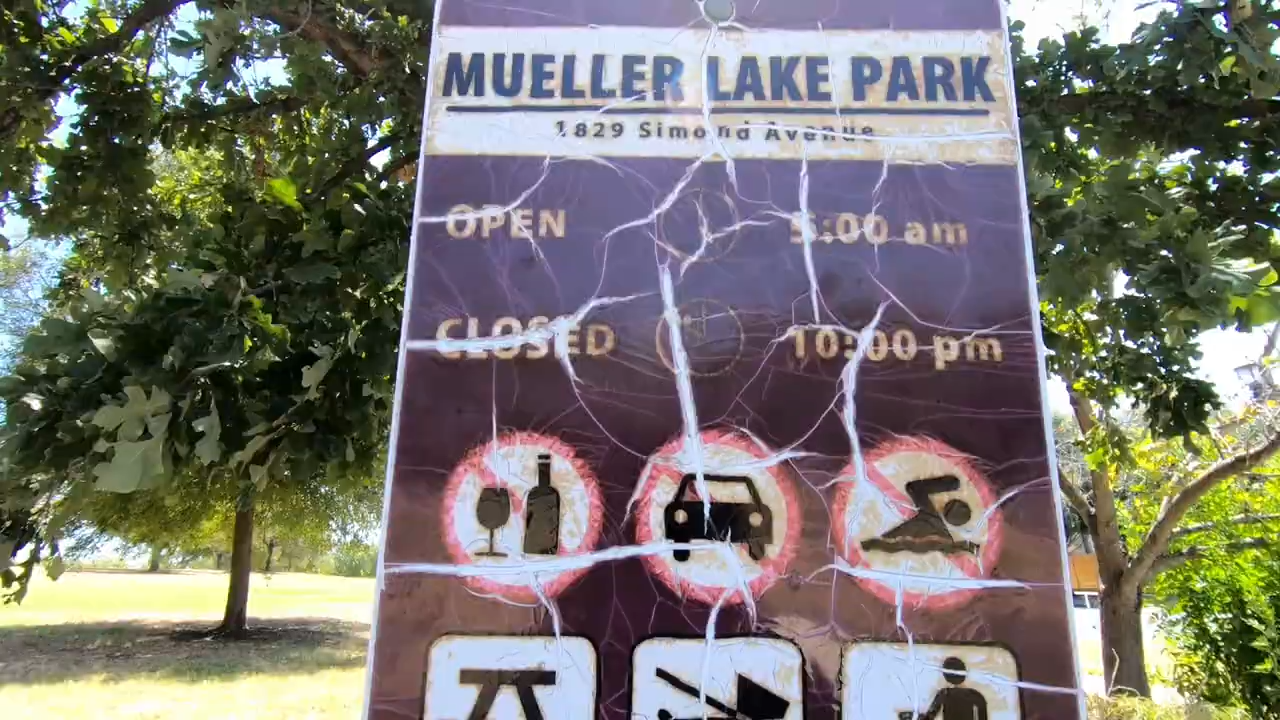 MUELLER LAKE PARK
1829 Simond Avenue
OPEN 5:00 am
CLOSED 10:00 pm